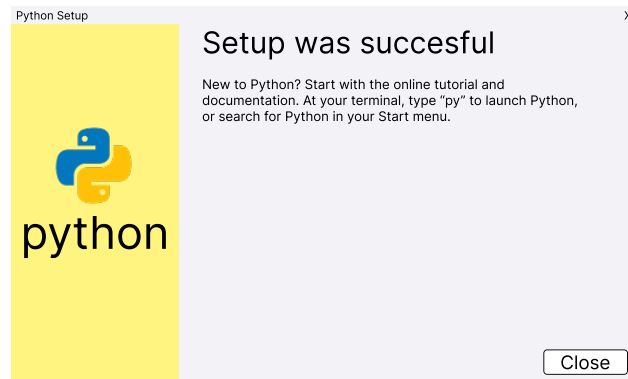 Python Setup
X
Setup was succesful
New to Python? Start with the online tutorial and
documentation. At your terminal, type “py” to launch Python,
or search for Python in your Start menu.
python
Close